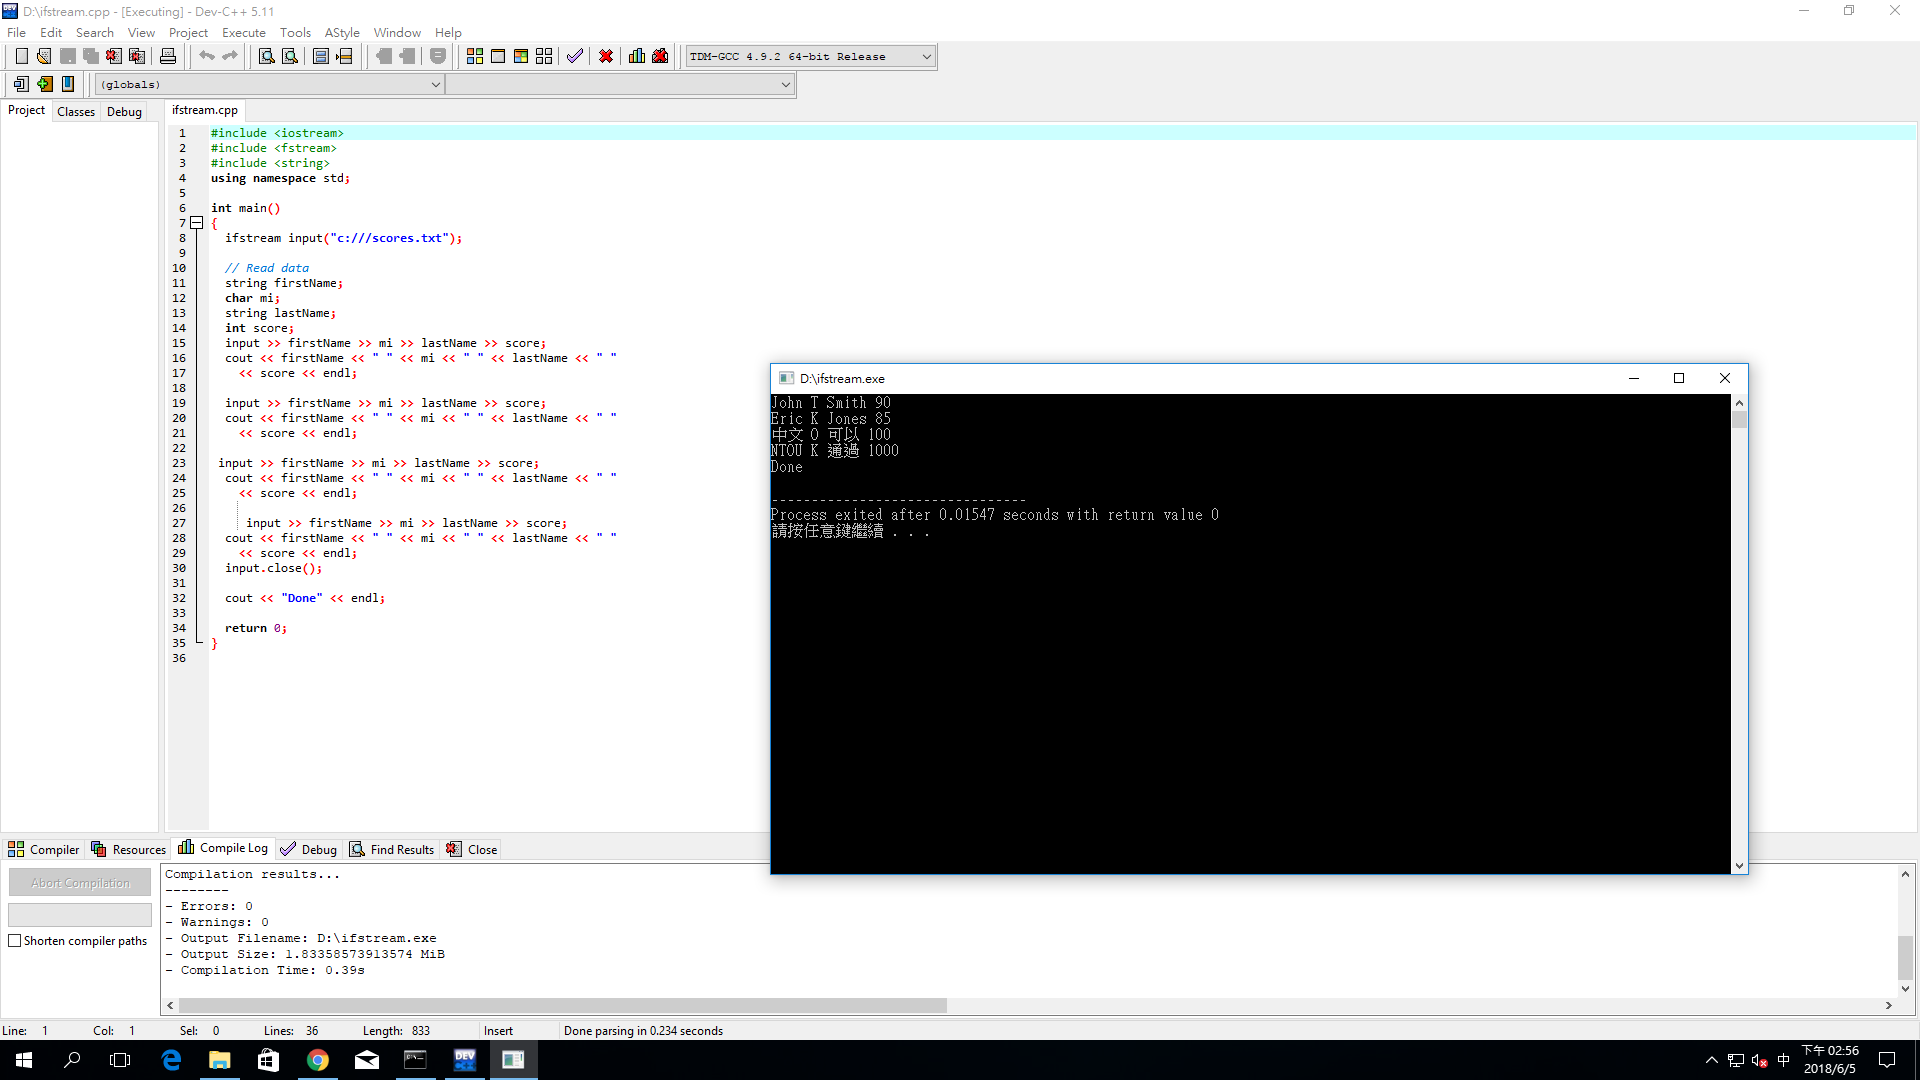 D:\ifstream.cpp - [Executing] - Dev-C++ 5.11
File Edit Search View Project Execute Tools AStyle Window Help
TDM-GCC 4.9.2 64-bit Release
(globals)
Project Classes Debug
ifstream.cpp
1 #include <iostream>
2 #include <fstream>
3 #include <string>
4 using namespace std;
5
6 int main()
7 {
8 ifstream input("c:///scores.txt");
9
10 // Read data
11 string firstName;
12 char mi;
13 string lastName;
14 int score;
15 input >> firstName >> mi >> lastName >> score;
16 cout << firstName << " " << mi << " " << lastName << " "
17 << score << endl;
18
19 input >> firstName >> mi >> lastName >> score;
20 cout << firstName << " " << mi << " " << lastName << " "
21 << score << endl;
22
23 input >> firstName >> mi >> lastName >> score;
24 cout << firstName << " " << mi << " " << lastName << " "
25 << score << endl;
26
27 input >> firstName >> mi >> lastName >> score;
28 cout << firstName << " " << mi << " " << lastName << " "
29 << score << endl;
30 input.close();
31
32 cout << "Done" << endl;
33
34 return 0;
35 }
36
D:\ifstream.exe
John T Smith 90
Eric K Jones 85
中文 O 可以 100
NTOU K 通過 1000
Done
--------------------------------
Process exited after 0.01547 seconds with return value 0
請按任意鍵繼續 . . .
Compiler Resources Compile Log Debug Find Results Close
Abort Compilation
Shorten compiler paths
Compilation results...
--------
- Errors: 0
- Warnings: 0
- Output Filename: D:\ifstream.exe
- Output Size: 1.83358573913574 MiB
- Compilation Time: 0.39s
Line: 1 Col: 1 Sel: 0 Lines: 36 Length: 833 Insert Done parsing in 0.234 seconds
DEV C++
中
下午 02:56
2018/6/5